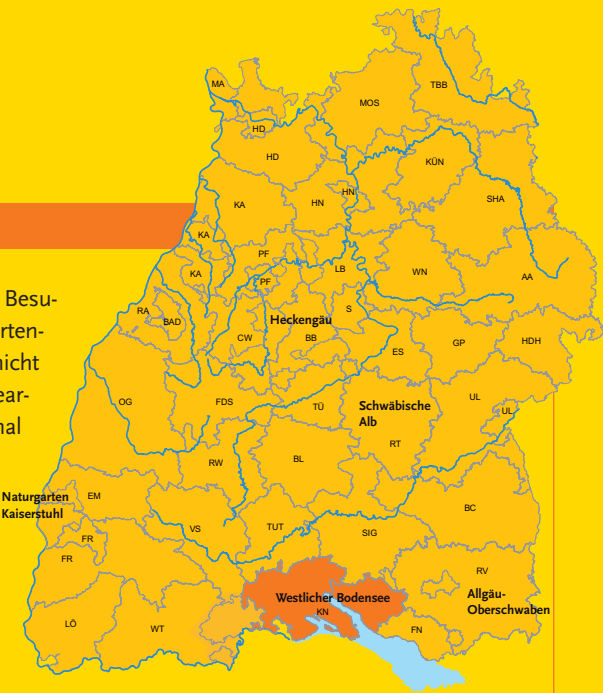 MA
TBB
MOS
HD
HD
KÜN
KA
HN
HN
SHA
KA
PF
KA
PF
LB
WN
AA
RA
BAD
S
Heckengäu
CW
BB
ES
GP
HDH
Besu-
rten-
nicht
ear-
nal
OG
FDS
TÜ
Schwäbische
Alb
UL
UL
RT
RW
BL
Naturgarten
Kaiserstuhl
EM
BC
VS
TUT
SIG
FR
FR
RV
Westlicher Bodensee
KN
Allgäu-
Oberschwaben
LÖ
WT
FN